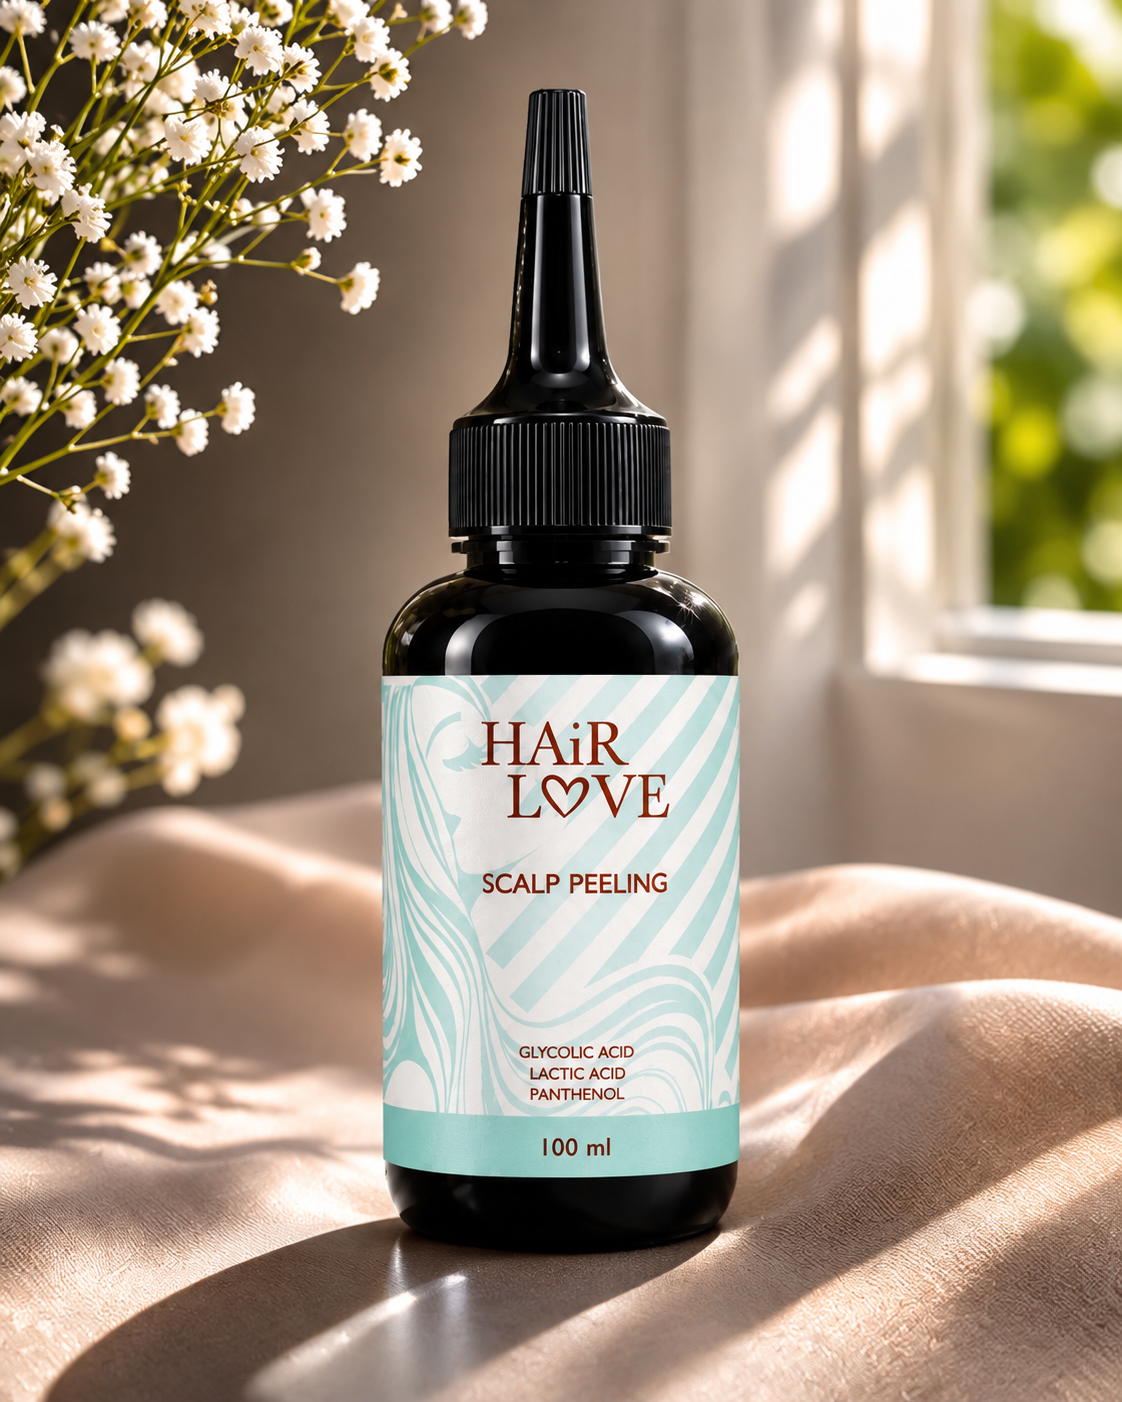 HAiR
LOVE
SCALP PEELING
GLYCOLIC ACID
LACTIC ACID
PANTHENOL
100 ml